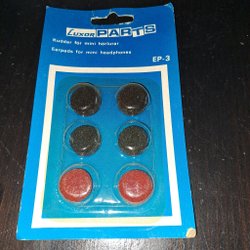 LUXOR PARTS
Kuddar för mini hörlurar
Earpads for mini headphones
EP-3